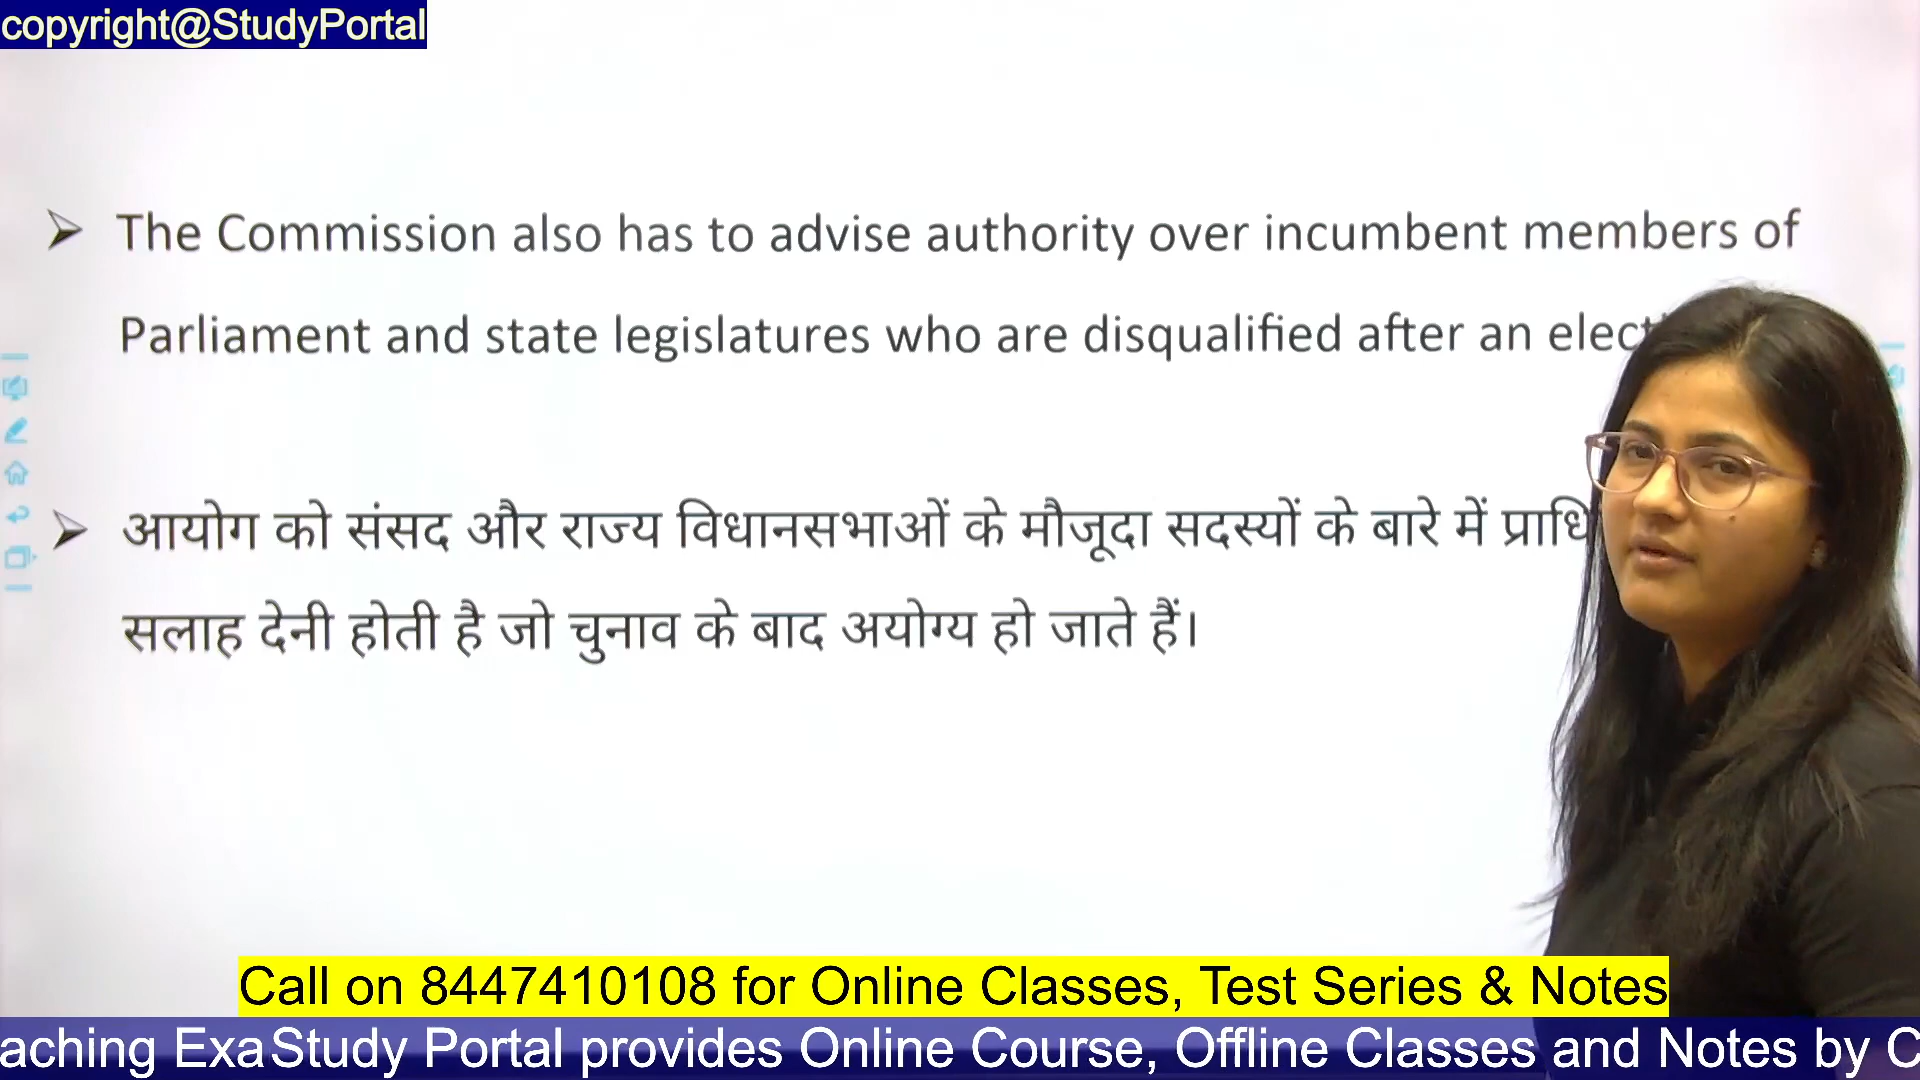 copyright@StudyPortal
The Commission also has to advise authority over incumbent members of
Parliament and state legislatures who are disqualified after an
आयोग को संसद और राज्य विधानसभाओं के मौजूदा सदस्यों के बारे में
सलाह देनी होती है जो चुनाव के बाद अयोग्य हो जाते हैं।
Call on 8447410108 for Online Classes, Test Series & Notes
aching ExaStudy Portal provides Online Course, Offline Classes and Notes by C